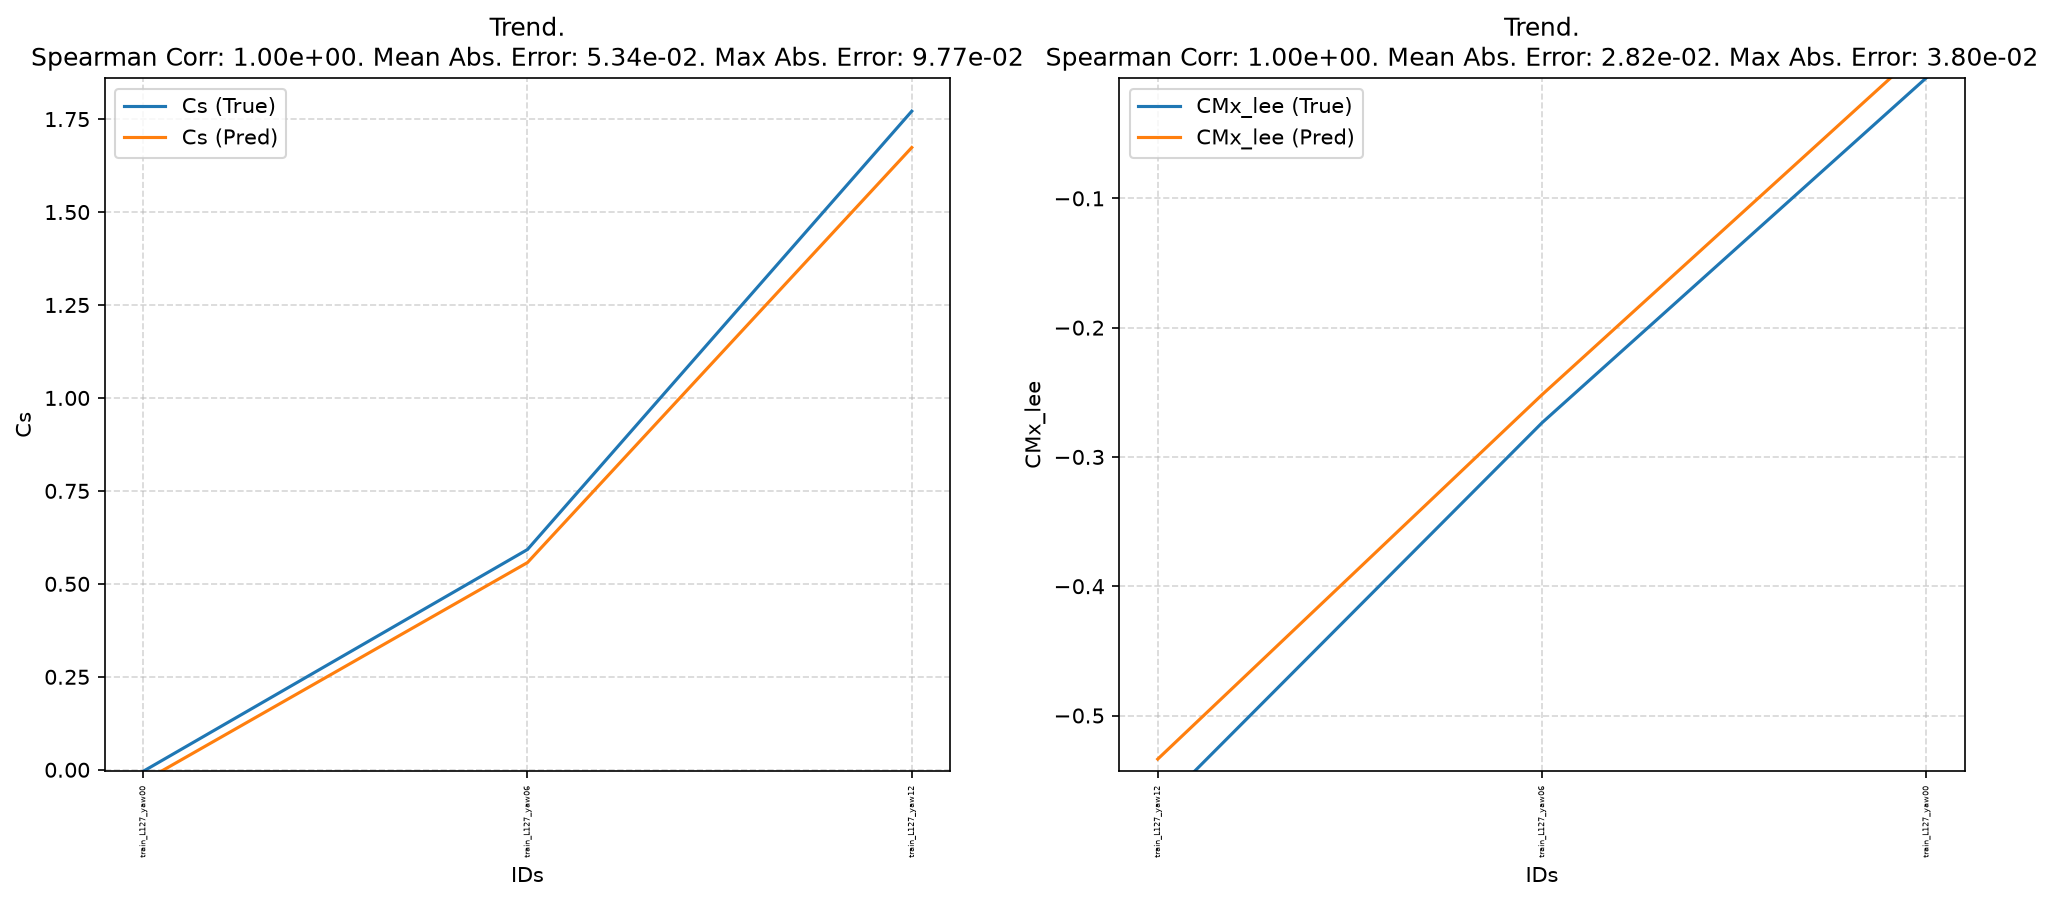 Trend.
Spearman Corr: 1.00e+00. Mean Abs. Error: 5.34e-02. Max Abs. Error: 9.77e-02
Cs (True)
Cs (Pred)
1.75
1.50
1.25
1.00
0.75
0.50
0.25
0.00
Cs
train_L127_yaw00
train_L127_yaw06
train_L127_yaw12
IDs
Trend.
Spearman Corr: 1.00e+00. Mean Abs. Error: 2.82e-02. Max Abs. Error: 3.80e-02
CMx_lee (True)
CMx_lee (Pred)
−0.1
−0.2
−0.3
−0.4
−0.5
CMx_lee
train_L127_yaw12
train_L127_yaw06
train_L127_yaw00
IDs